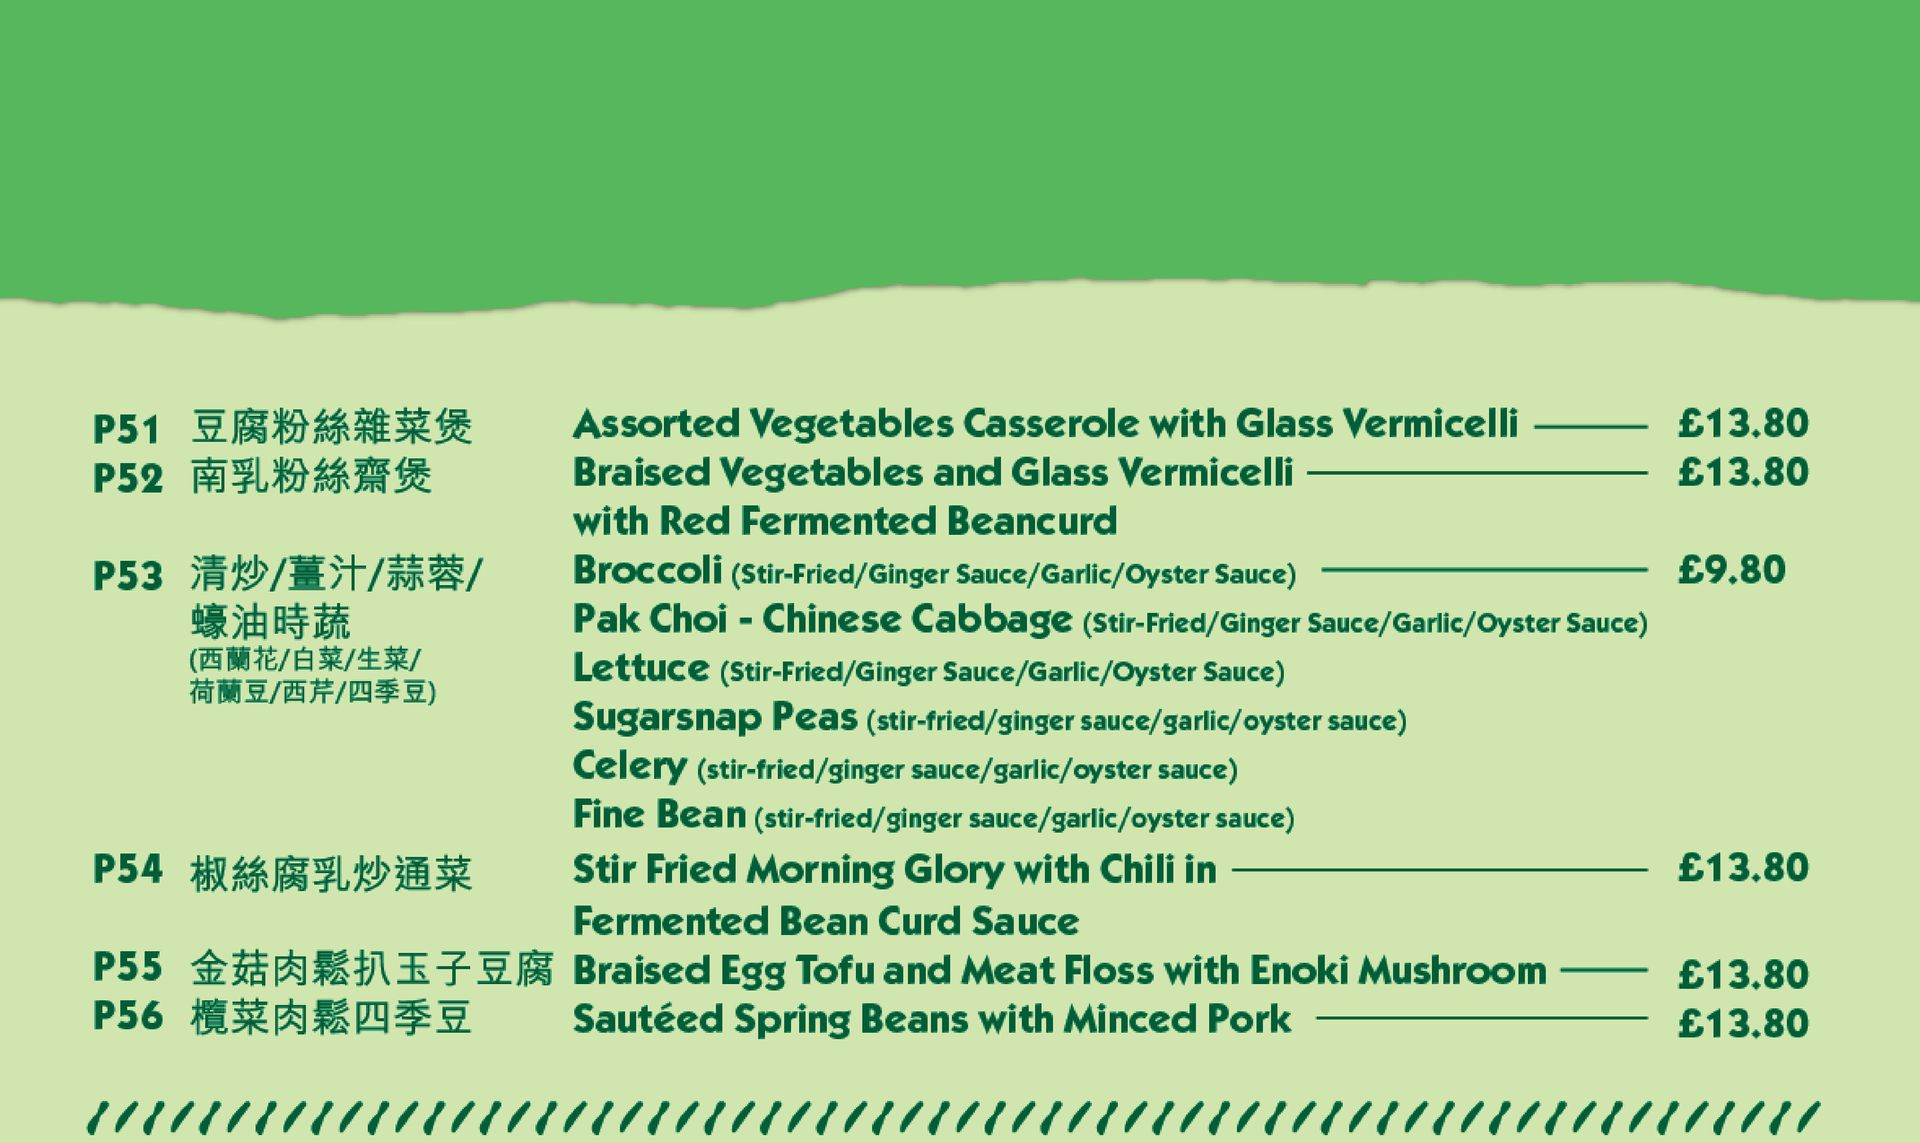 P51 豆腐粉絲雜菜煲 Assorted Vegetables Casserole with Glass Vermicelli £13.80
P52 南乳粉絲齋煲 Braised Vegetables and Glass Vermicelli £13.80
with Red Fermented Beancurd
P53 清炒/薑汁/蒜蓉/ Broccoli (Stir-Fried/Ginger Sauce/Garlic/Oyster Sauce) £9.80
蠔油時蔬 Pak Choi - Chinese Cabbage (Stir-Fried/Ginger Sauce/Garlic/Oyster Sauce)
(西蘭花/白菜/生菜/ Lettuce (Stir-Fried/Ginger Sauce/Garlic/Oyster Sauce)
荷蘭豆/西芹/四季豆) Sugarsnap Peas (stir-fried/ginger sauce/garlic/oyster sauce)
Celery (stir-fried/ginger sauce/garlic/oyster sauce)
Fine Bean (stir-fried/ginger sauce/garlic/oyster sauce)
P54 椒絲腐乳炒通菜 Stir Fried Morning Glory with Chili in £13.80
Fermented Bean Curd Sauce
P55 金菇肉鬆扒玉子豆腐 Braised Egg Tofu and Meat Floss with Enoki Mushroom £13.80
P56 欖菜肉鬆四季豆 Sautéed Spring Beans with Minced Pork £13.80